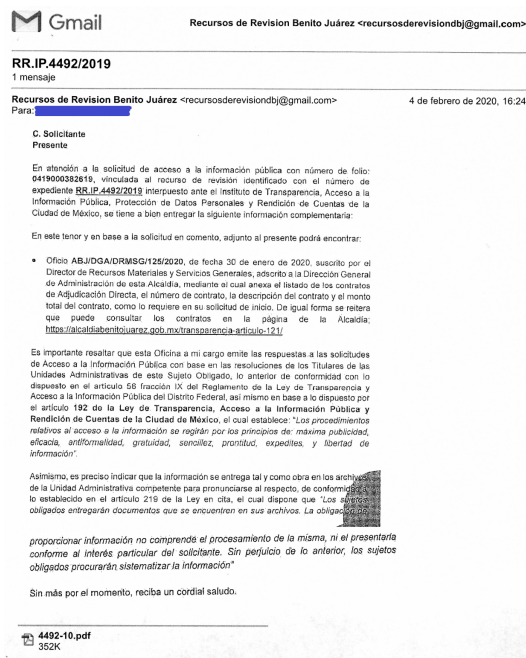 Gmail
Recursos de Revision Benito Juárez <recursosderevisiondbj@gmail.com>
RR.IP.4492/2019
1 mensaje
Recursos de Revision Benito Juárez <recursosderevisiondbj@gmail.com>
4 de febrero de 2020, 16:24
Para:
C. Solicitante
Presente
En atención a la solicitud de acceso a la información pública con número de folio:
0419000382619, vinculada al recurso de revisión identificado con el número de
expediente RR.IP.4492/2019 interpuesto ante el Instituto de Transparencia, Acceso a la
Información Pública, Protección de Datos Personales y Rendición de Cuentas de la
Ciudad de México, se tiene a bien entregar la siguiente información complementaria:
En este tenor y en base a la solicitud en comento, adjunto al presente podrá encontrar:
• Oficio ABJ/DGA/DRMSG/125/2020, de fecha 30 de enero de 2020, suscrito por el
Director de Recursos Materiales y Servicios Generales, adscrito a la Dirección General
de Administración de esta Alcaldía, mediante el cual anexa el listado de los contratos
de Adjudicación Directa, el número de contrato, la descripción del contrato y el monto
total del contrato, como lo requiere en su solicitud de inicio. De igual forma se reitera
que puede consultar los contratos en la página de la Alcaldía;
https://alcaldiabenitojuarez.gob.mx/transparencia-articulo-121/
Es importante resaltar que esta Oficina a mi cargo emite las respuestas a las solicitudes
de Acceso a la Información Pública con base en las resoluciones de los Titulares de las
Unidades Administrativas de este Sujeto Obligado, lo anterior de conformidad con lo
dispuesto en el artículo 56 fracción IX del Reglamento de la Ley de Transparencia y
Acceso a la Información Pública del Distrito Federal, así mismo en base a lo dispuesto por
el artículo 192 de la Ley de Transparencia, Acceso a la Información Pública y
Rendición de Cuentas de la Ciudad de México, el cual establece: "Los procedimientos
relativos al acceso a la información se regirán por los principios de: máxima publicidad,
eficacia, antiformalidad, gratuidad, sencillez, prontitud, expedites, y libertad de
información".
Asimismo, es preciso indicar que la información se entrega tal y como obra en los archivos
de la Unidad Administrativa competente para pronunciarse al respecto, de conformidad a
lo establecido en el artículo 219 de la Ley en cita, el cual dispone que "Los sujetos
obligados entregarán documentos que se encuentren en sus archivos. La obligación de
proporcionar información no comprende el procesamiento de la misma, ni el presentarla
conforme al interés particular del solicitante. Sin perjuicio de lo anterior, los sujetos
obligados procurarán sistematizar la información"
Sin más por el momento, reciba un cordial saludo.
4492-10.pdf
352K